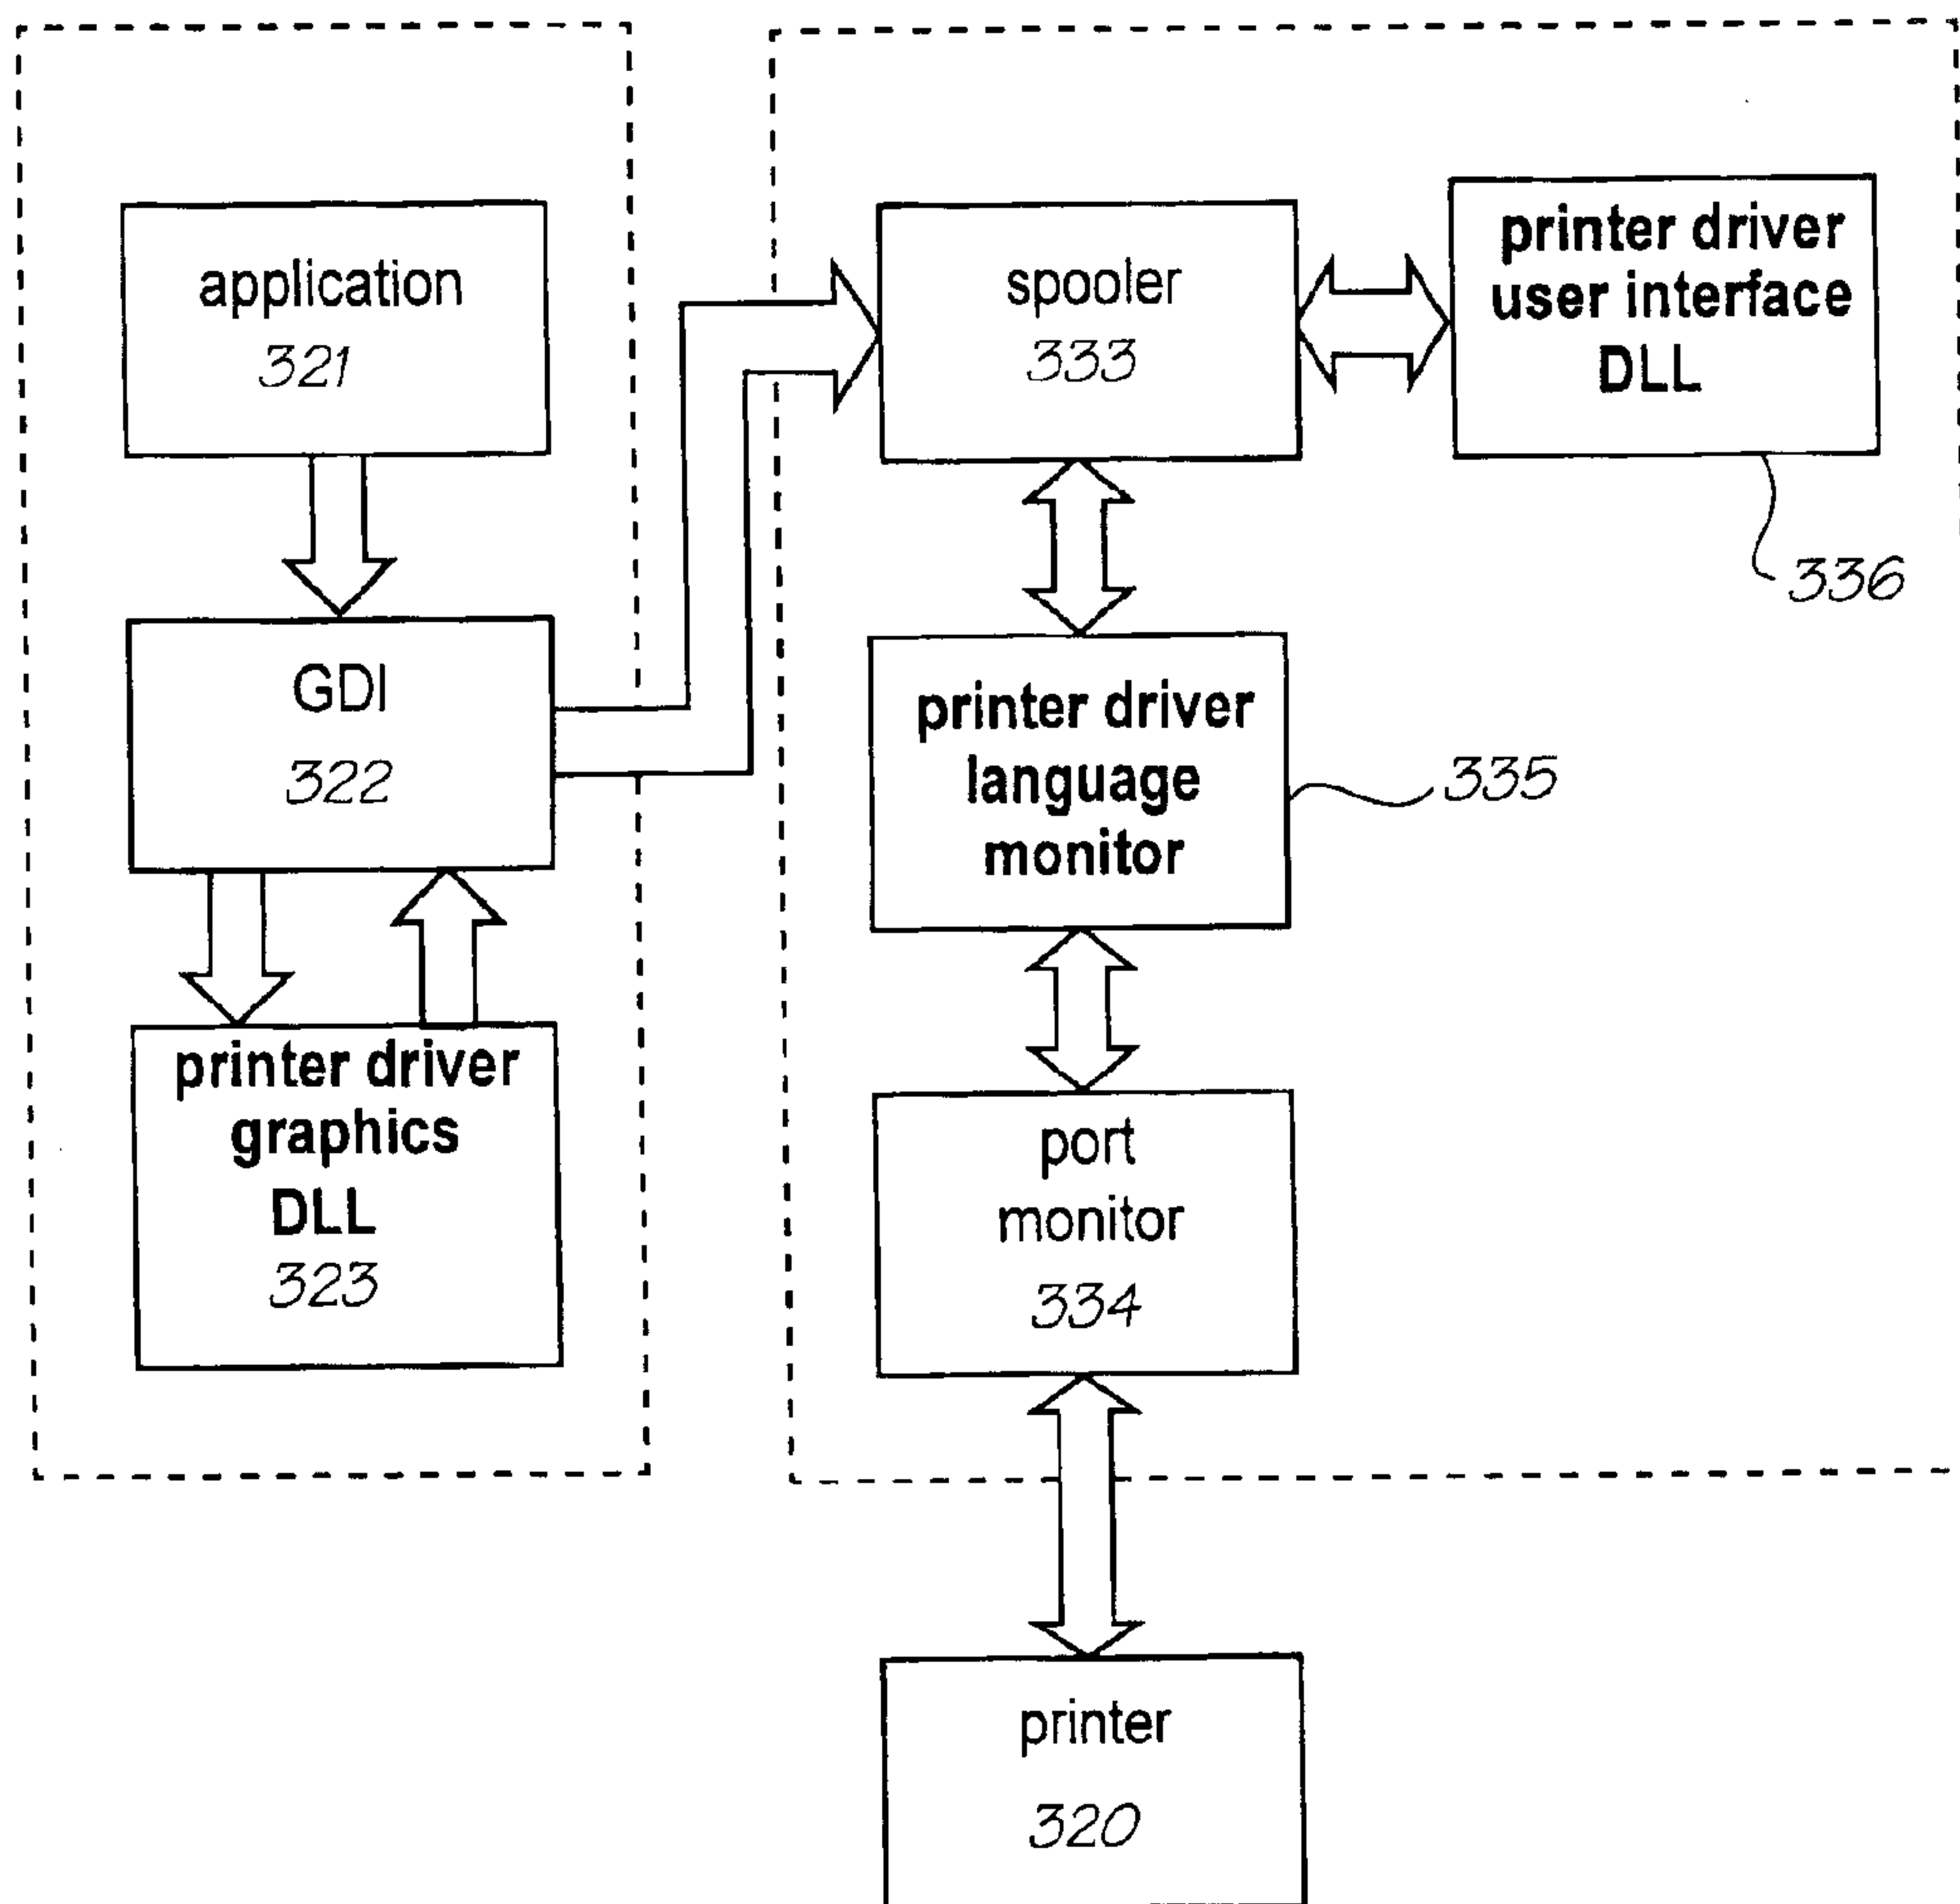 application
321
GDI
322
printer driver
graphics
DLL
323
spooler
333
printer driver
user interface
DLL
336
printer driver
language
monitor
335
port
monitor
334
printer
320